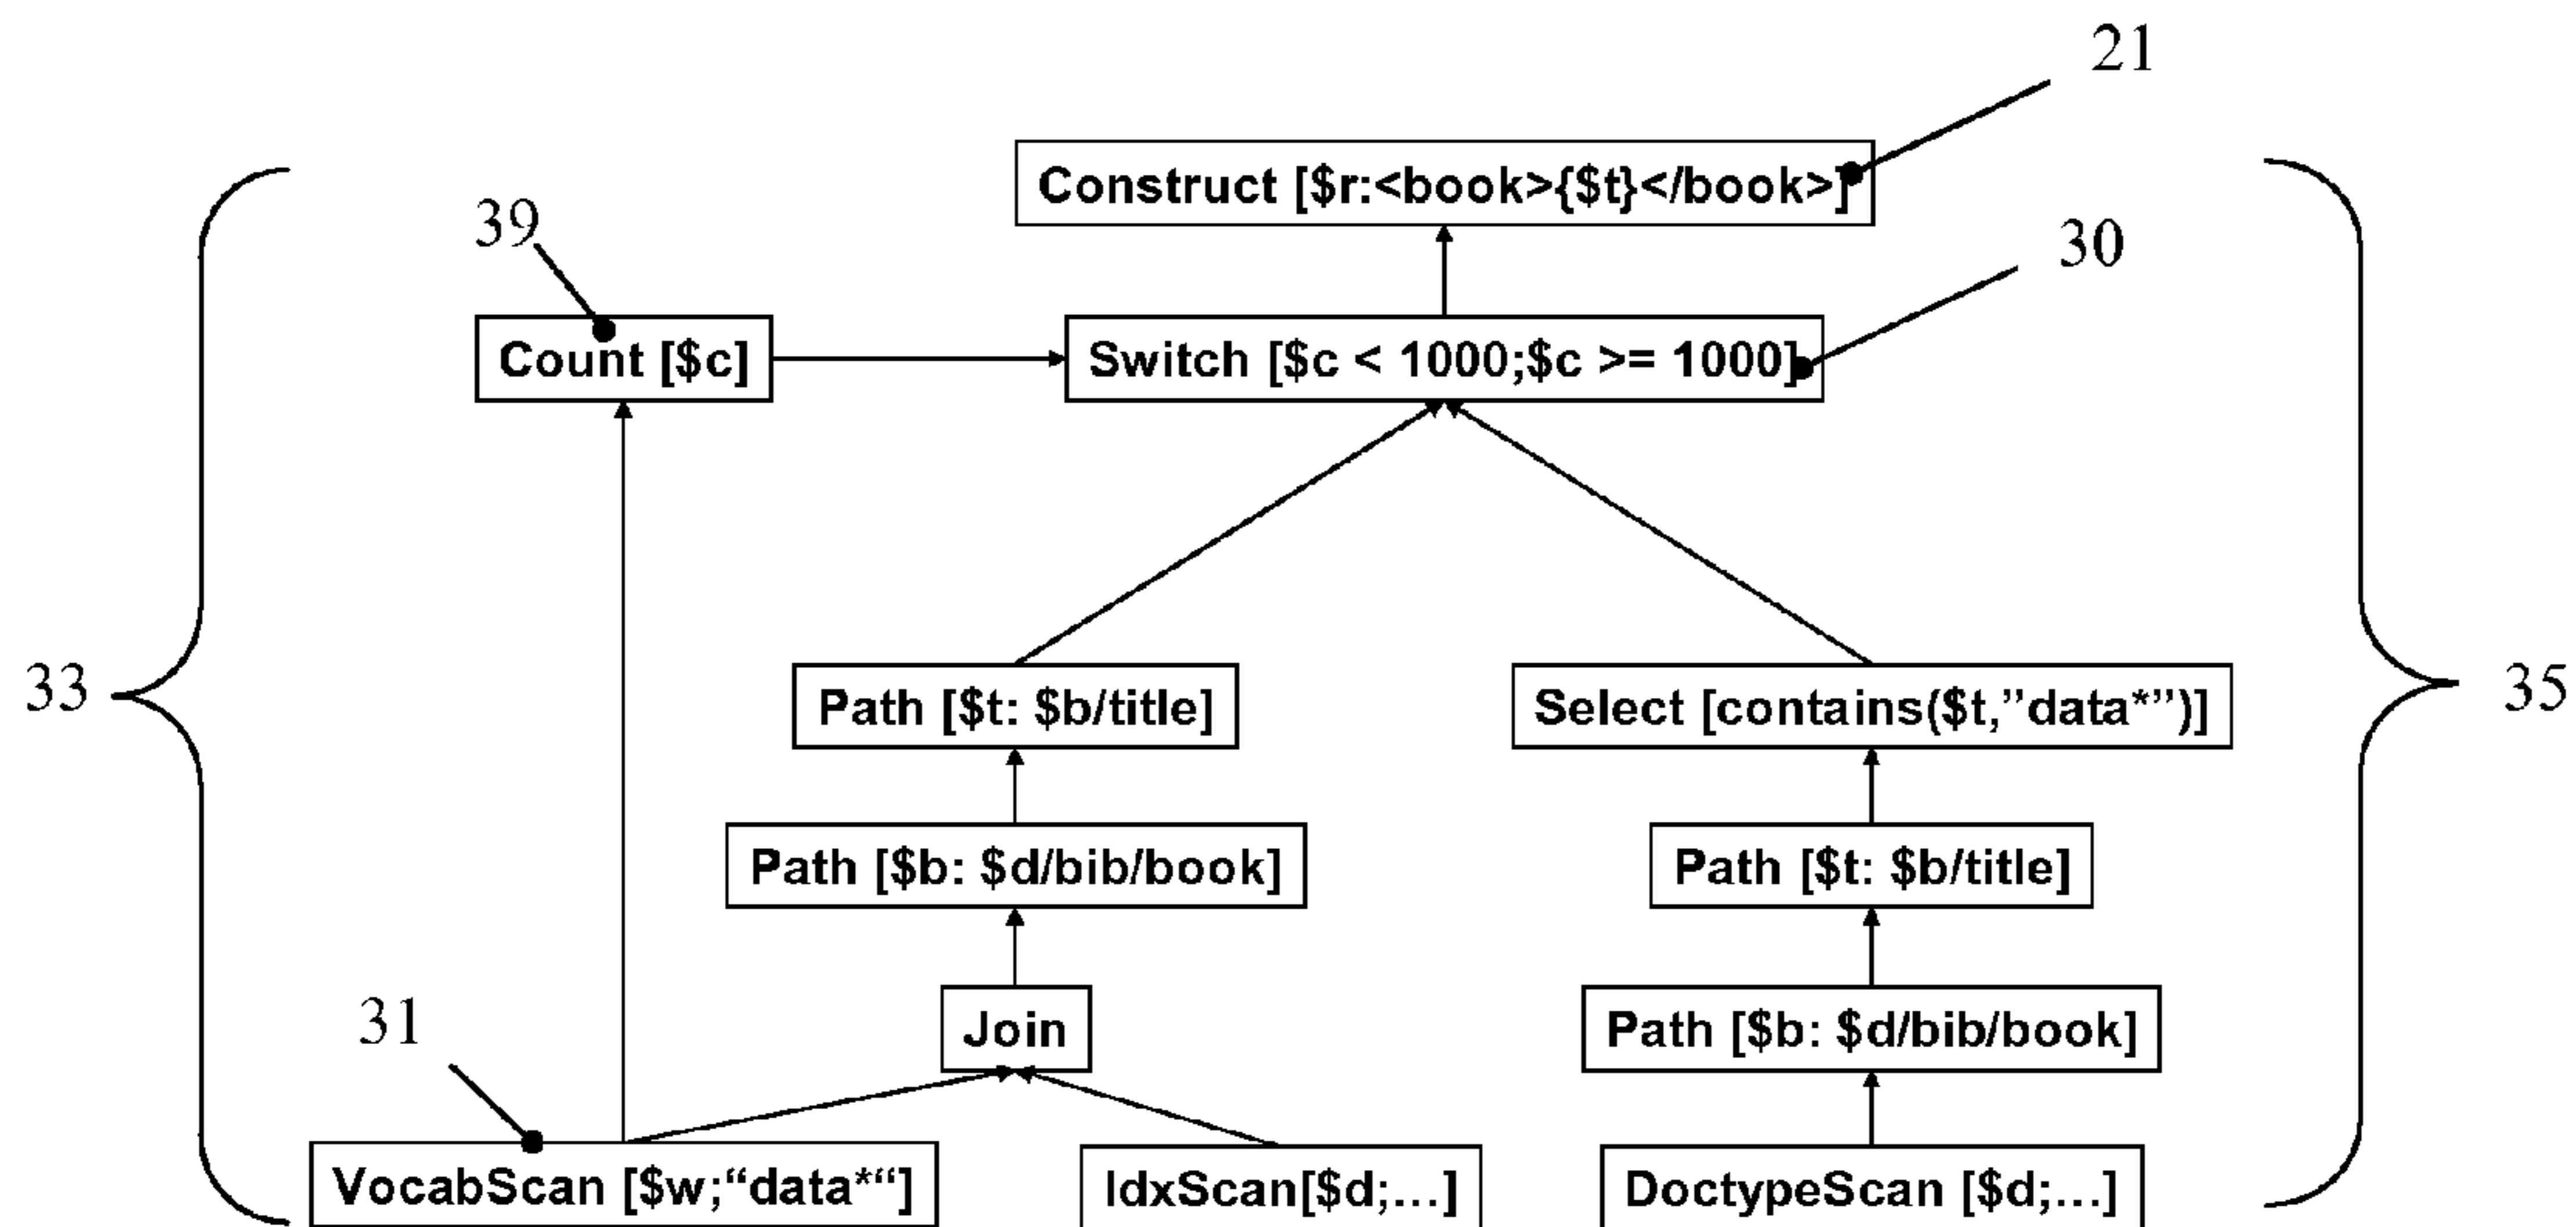 21
Construct [$r:<book>{$t}</book>]
39
30
Count [$c]
Switch [$c < 1000;$c >= 1000]
33
Path [$t: $b/title]
Select [contains($t,”data*”)]
35
Path [$b: $d/bib/book]
Path [$t: $b/title]
31
Join
Path [$b: $d/bib/book]
VocabScan [$w;“data*“]
IdxScan[$d;...]
DoctypeScan [$d;...]